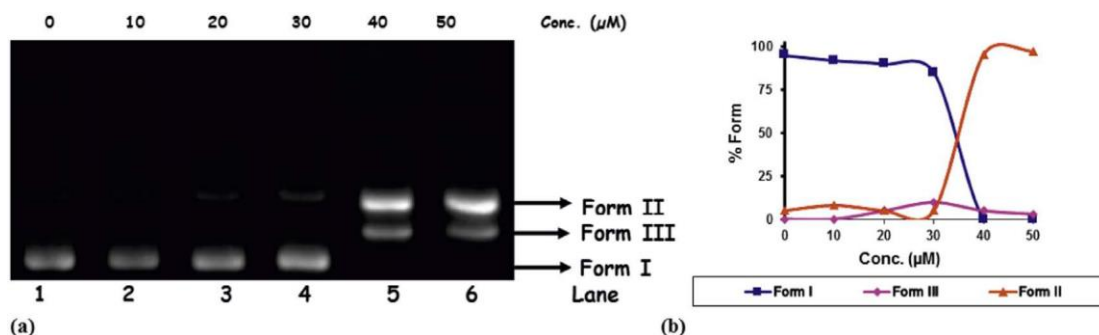 0 10 20 30 40 50 Conc. (µM)
Form II
Form III
Form I
1 2 3 4 5 6 Lane
(a)
100
75
50
25
0
% Form
0 10 20 30 40 50
Conc. (µM)
Form I Form III Form II
(b)